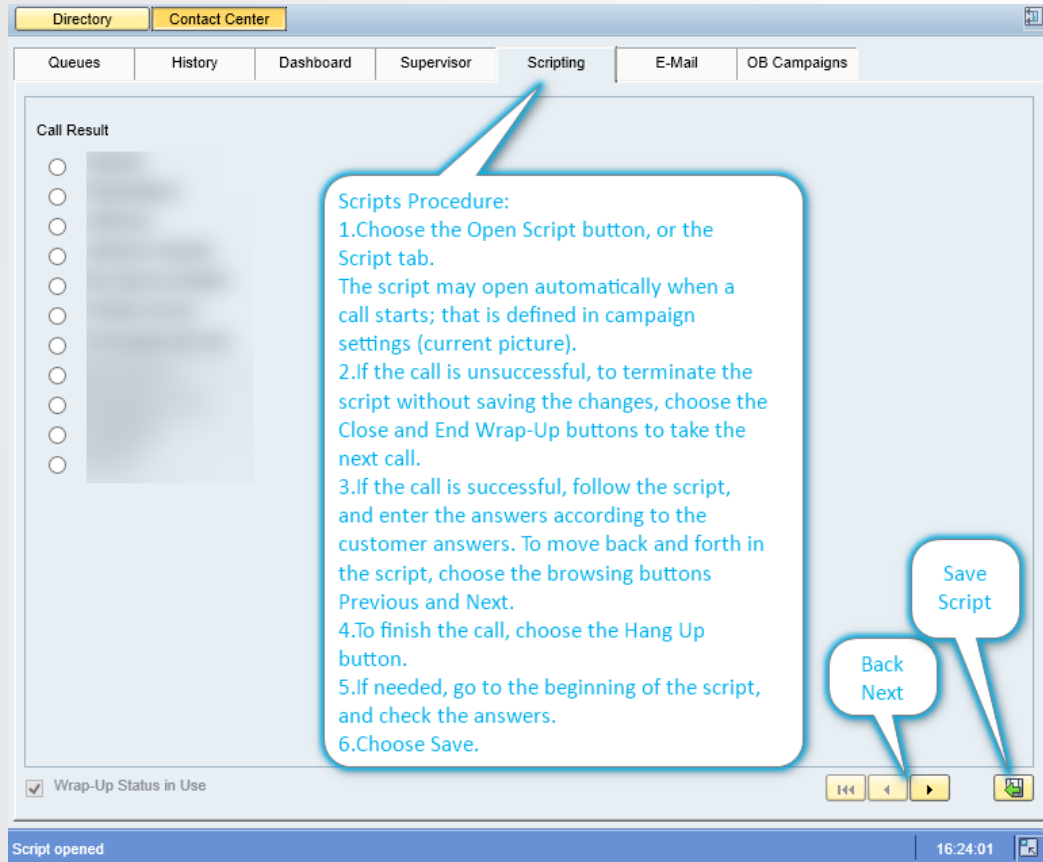 Directory
Contact Center
Queues
History
Dashboard
Supervisor
Scripting
E-Mail
OB Campaigns
Call Result
Scripts Procedure:
1.Choose the Open Script button, or the
Script tab.
The script may open automatically when a
call starts; that is defined in campaign
settings (current picture).
2.If the call is unsuccessful, to terminate the
script without saving the changes, choose the
Close and End Wrap-Up buttons to take the
next call.
3.If the call is successful, follow the script,
and enter the answers according to the
customer answers. To move back and forth in
the script, choose the browsing buttons
Previous and Next.
4.To finish the call, choose the Hang Up
button.
5.If needed, go to the beginning of the script,
and check the answers.
6.Choose Save.
Save
Script
Back
Next
Wrap-Up Status in Use
Script opened
16:24:01